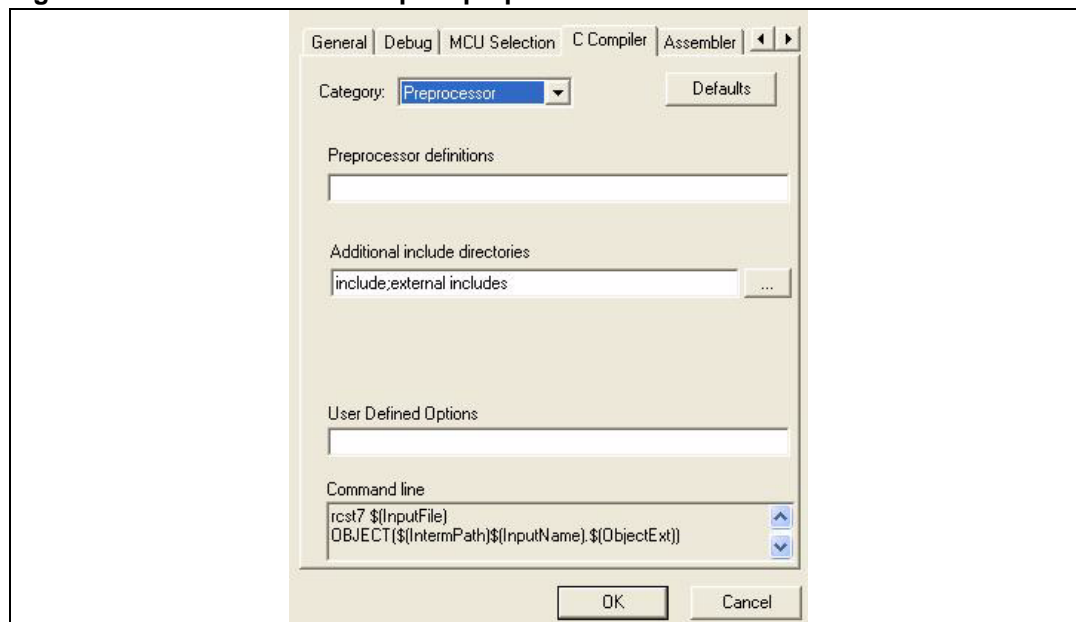 General Debug MCU Selection C Compiler Assembler
Category: Preprocessor Defaults
Preprocessor definitions
Additional include directories
include;external includes ...
User Defined Options
Command line
rcst7 $(InputFile)
OBJECT($(IntermPath)$(InputName).$(ObjectExt))
OK Cancel